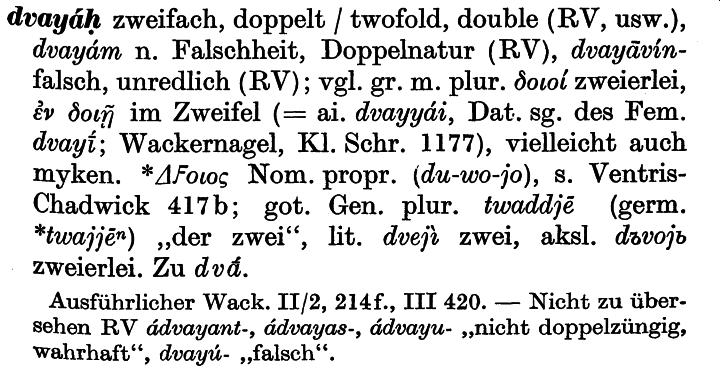 dvayáḥ zweifach, doppelt / twofold, double (RV, usw.),
dvayám n. Falschheit, Doppelnatur (RV), dvayāvín-
falsch, unredlich (RV); vgl. gr. m. plur. δοιοί zweierlei,
ἐν δοιῇ im Zweifel (= ai. dvayyái, Dat. sg. des Fem.
dvayī́; Wackernagel, Kl. Schr. 1177), vielleicht auch
myken. *ΔϜοιος Nom. propr. (du-wo-jo), s. Ventris-
Chadwick 417b; got. Gen. plur. twaddjē (germ.
*twajjēⁿ) „der zwei“, lit. dvejì zwei, aksl. dъvojь
zweierlei. Zu dvā́.
Ausführlicher Wack. II/2, 214f., III 420. — Nicht zu über-
sehen RV ádvayant-, ádvayas-, ádvayu- „nicht doppelzüngig,
wahrhaft“, dvayú- „falsch“.